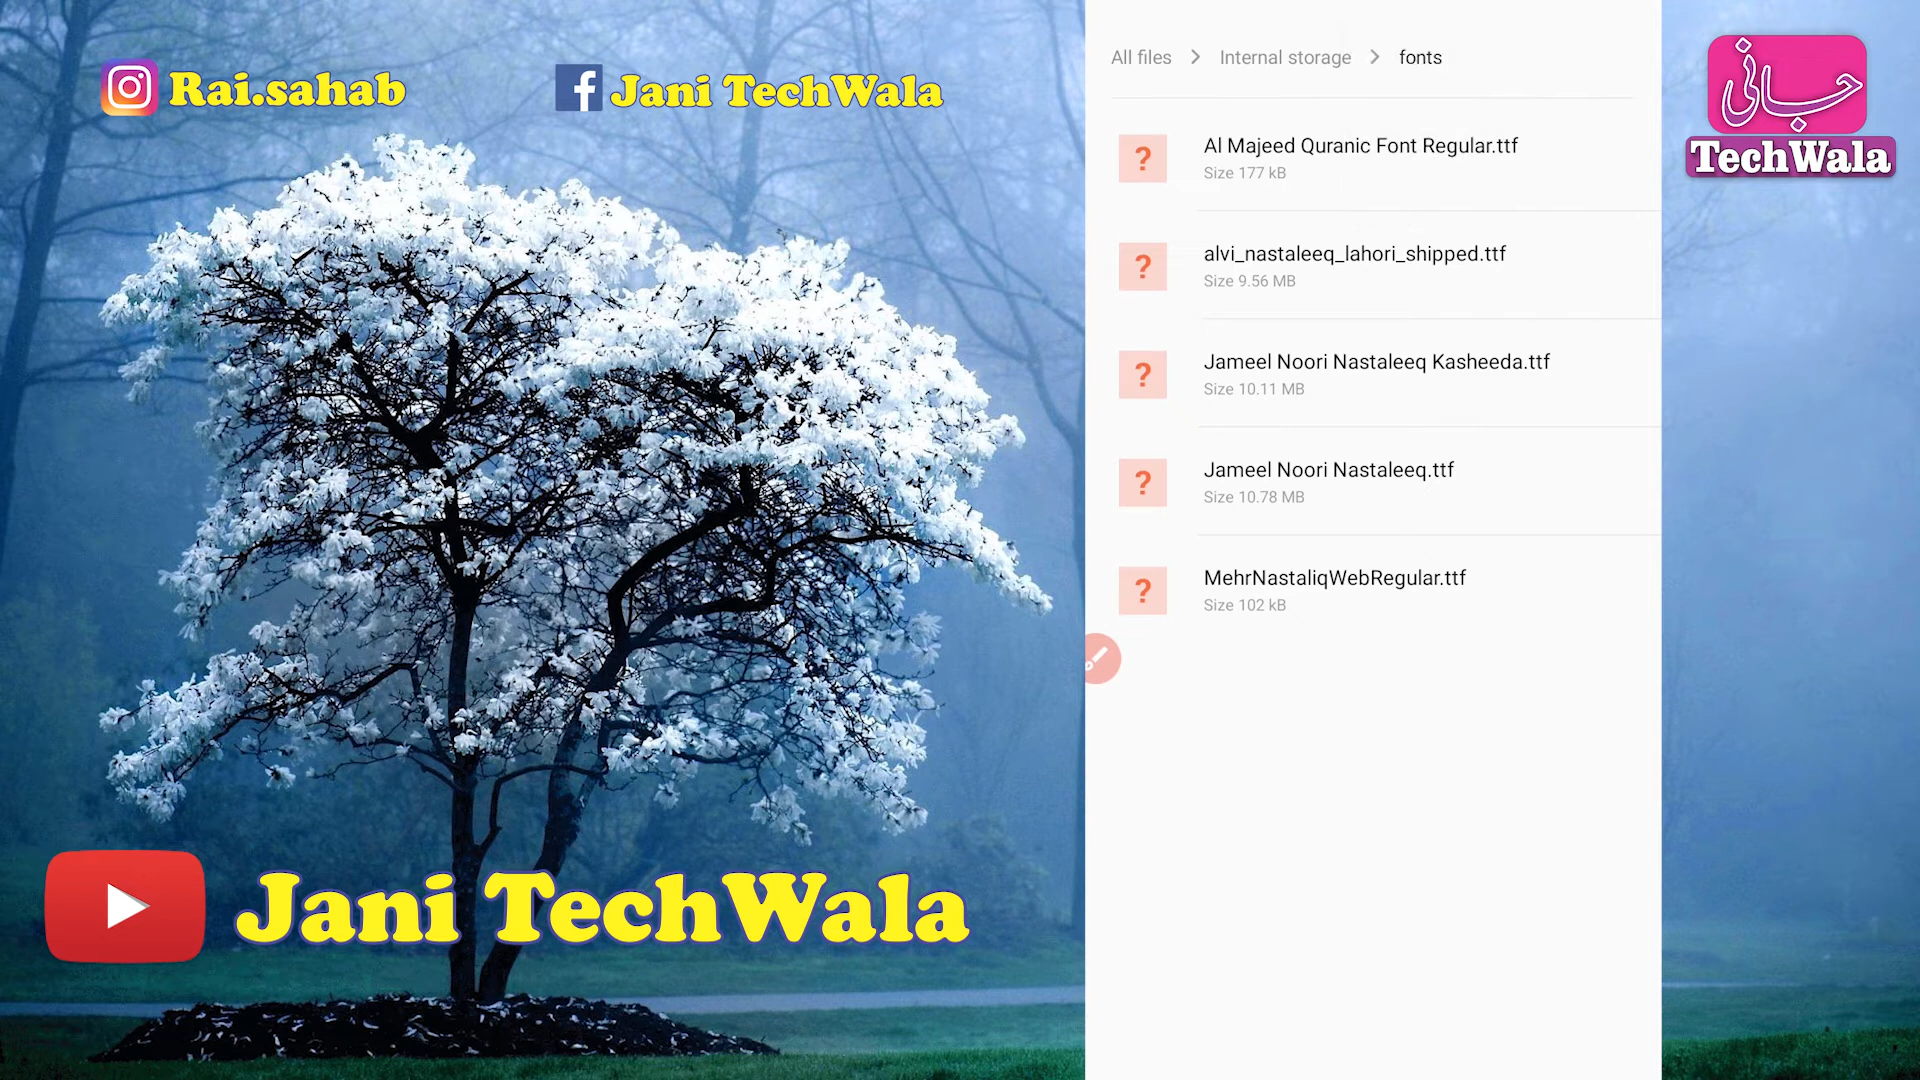 Rai.sahab
Jani TechWala
All files
Internal storage
fonts
Al Majeed Quranic Font Regular.ttf
Size 177 kB
alvi_nastaleeq_lahori_shipped.ttf
Size 9.56 MB
Jameel Noori Nastaleeq Kasheeda.ttf
Size 10.11 MB
Jameel Noori Nastaleeq.ttf
Size 10.78 MB
MehrNastaliqWebRegular.ttf
Size 102 kB
جانی
TechWala
Jani TechWala